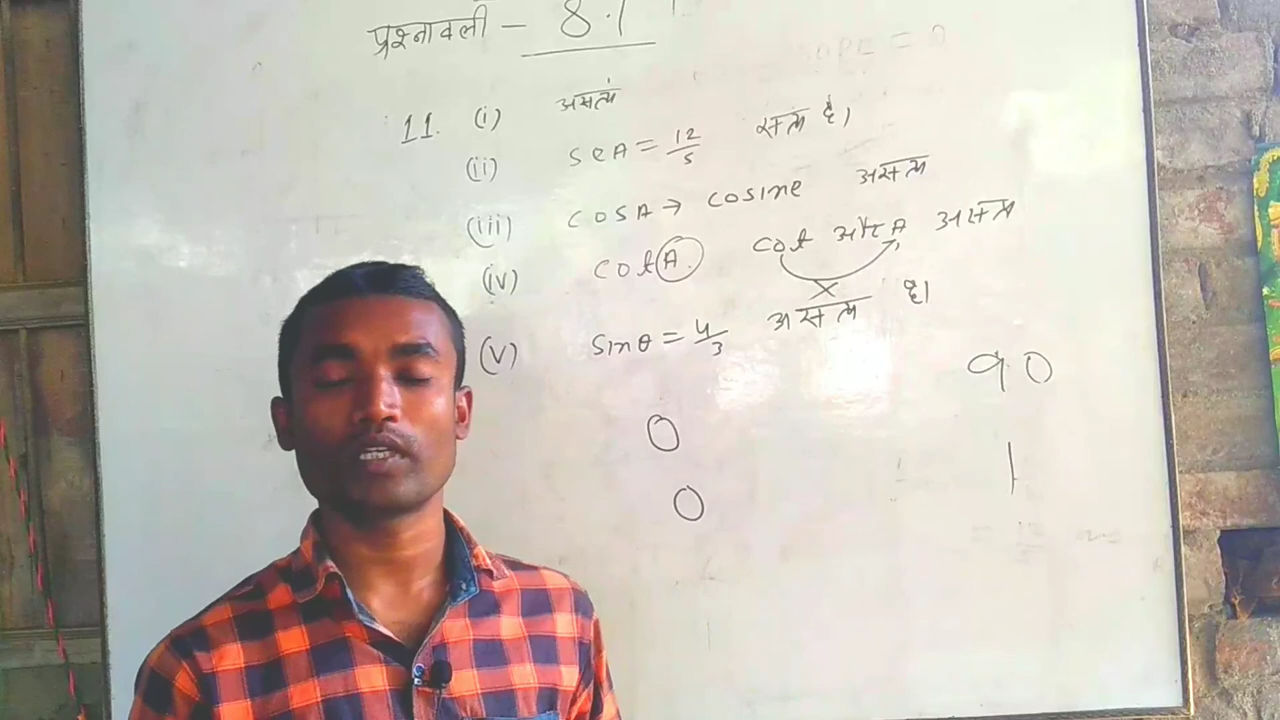 प्रश्नावली - 8.1
11. (i) असत्य
(ii) secA = 12/5 सत्य है।
(iii) cosA → cosine असत्य
(iv) cotA. cot और A असत्य
(v) sinθ = 4/3 असत्य है।
90
0
0 1